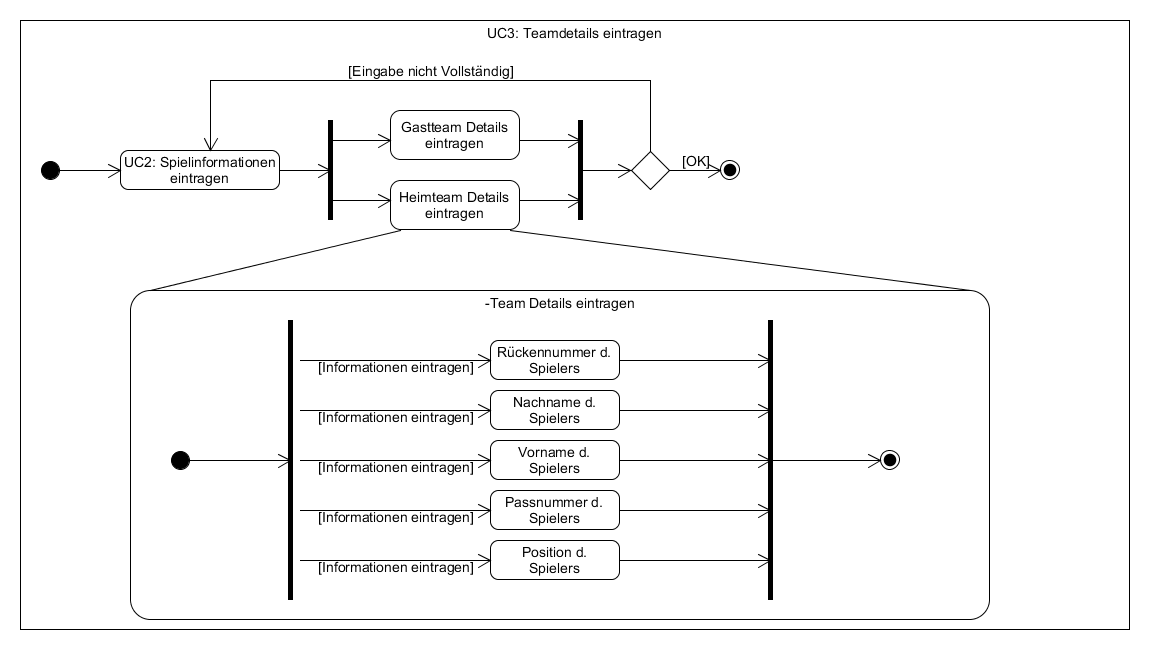 UC3: Teamdetails eintragen
[Eingabe nicht Vollständig]
Gastteam Details
eintragen
UC2: Spielinformationen
eintragen
[OK]
Heimteam Details
eintragen
-Team Details eintragen
Rückennummer d.
Spielers
[Informationen eintragen]
Nachname d.
Spielers
[Informationen eintragen]
Vorname d.
Spielers
[Informationen eintragen]
Passnummer d.
Spielers
[Informationen eintragen]
Position d.
Spielers
[Informationen eintragen]